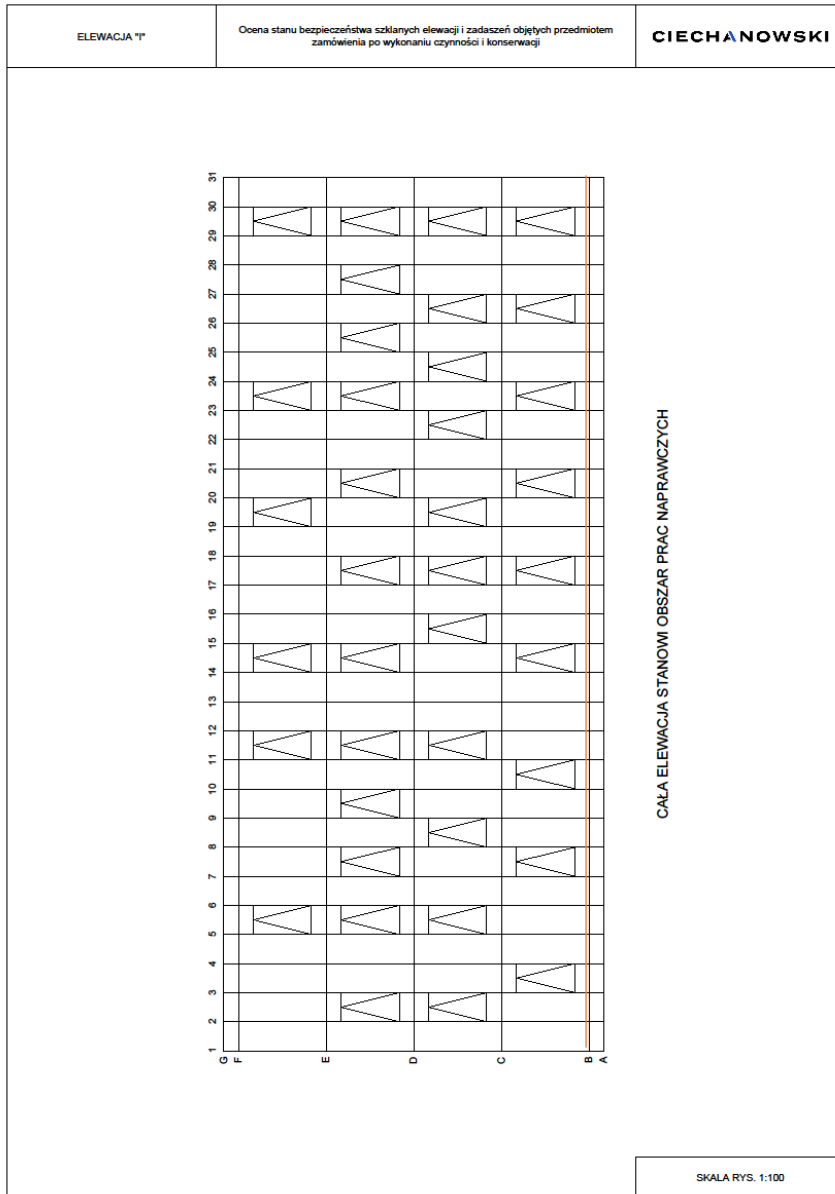 ELEWACJA "I"
Ocena stanu bezpieczeństwa szklanych elewacji i zadaszeń objętych przedmiotem
zamówienia po wykonaniu czynności i konserwacji
CIECHANOWSKI
31
30
29
28
27
26
25
24
23
22
21
20
19
18
17
16
15
14
13
12
11
10
9
8
7
6
5
4
3
2
1
G
F
E
D
C
B
A
CAŁA ELEWACJA STANOWI OBSZAR PRAC NAPRAWCZYCH
SKALA RYS. 1:100